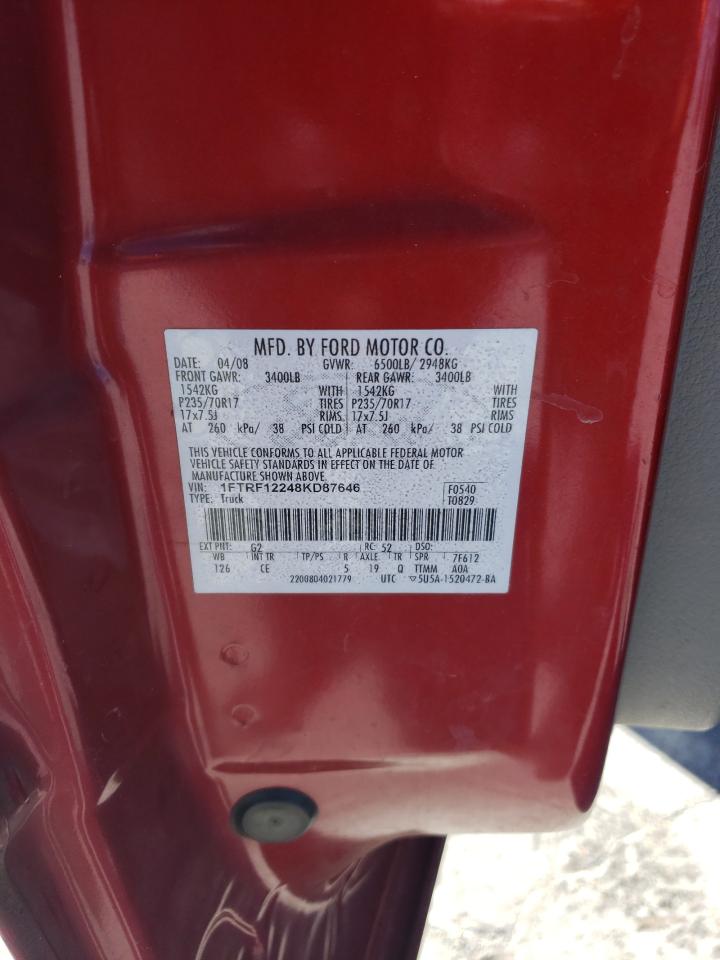 MFD. BY FORD MOTOR CO.
DATE: 04/08 GVWR: 6500LB/ 2948KG
FRONT GAWR: 3400LB REAR GAWR: 3400LB
1542KG WITH 1542KG WITH
P235/70R17 TIRES P235/70R17 TIRES
17x7.5J RIMS 17x7.5J RIMS
AT 260 kPa/ 38 PSI COLD AT 260 kPa/ 38 PSI COLD
THIS VEHICLE CONFORMS TO ALL APPLICABLE FEDERAL MOTOR
VEHICLE SAFETY STANDARDS IN EFFECT ON THE DATE OF
MANUFACTURE SHOWN ABOVE.
VIN: 1FTRF12248KD87646 F0540
TYPE: Truck T0829
EXT PNT: G2 RC: 52 DSO:
WB INT TR TP/PS R AXLE TR SPR 7F612
126 CE 5 19 Q TTMM A0A
2200804021779 UTC ▽5U5A-1520472-BA